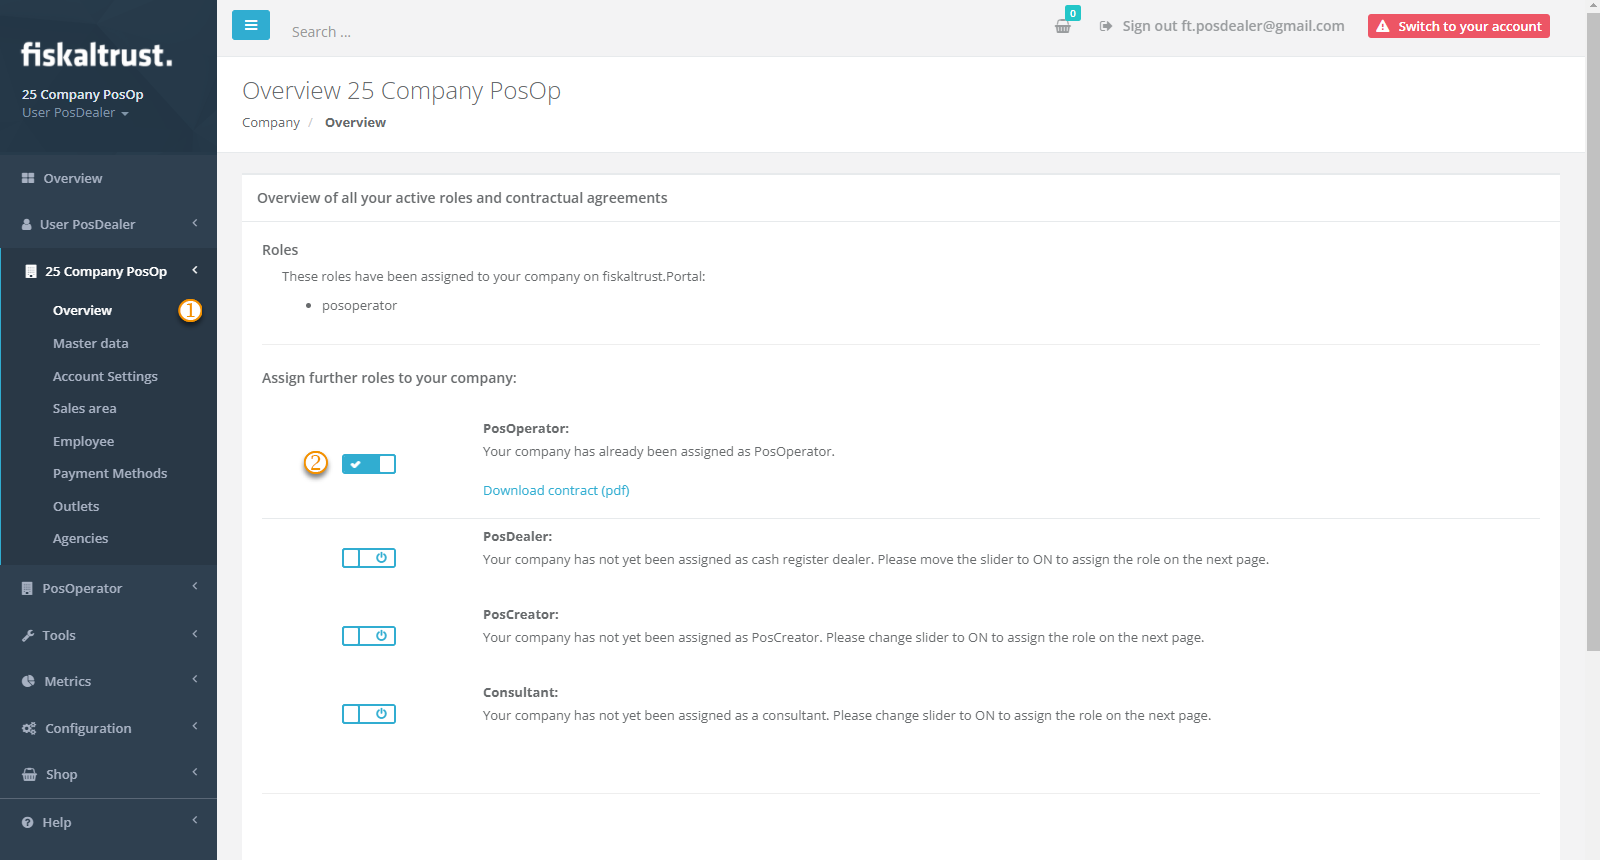 fiskaltrust.
25 Company PosOp
User PosDealer
Overview
User PosDealer
25 Company PosOp
Overview
1
Master data
Account Settings
Sales area
Employee
Payment Methods
Outlets
Agencies
PosOperator
Tools
Metrics
Configuration
Shop
Help
Search ...
0
Sign out ft.posdealer@gmail.com
Switch to your account
Overview 25 Company PosOp
Company / Overview
Overview of all your active roles and contractual agreements
Roles
These roles have been assigned to your company on fiskaltrust.Portal:
• posoperator
Assign further roles to your company:
PosOperator:
2
Your company has already been assigned as PosOperator.
Download contract (pdf)
PosDealer:
Your company has not yet been assigned as cash register dealer. Please move the slider to ON to assign the role on the next page.
PosCreator:
Your company has not yet been assigned as PosCreator. Please change slider to ON to assign the role on the next page.
Consultant:
Your company has not yet been assigned as a consultant. Please change slider to ON to assign the role on the next page.